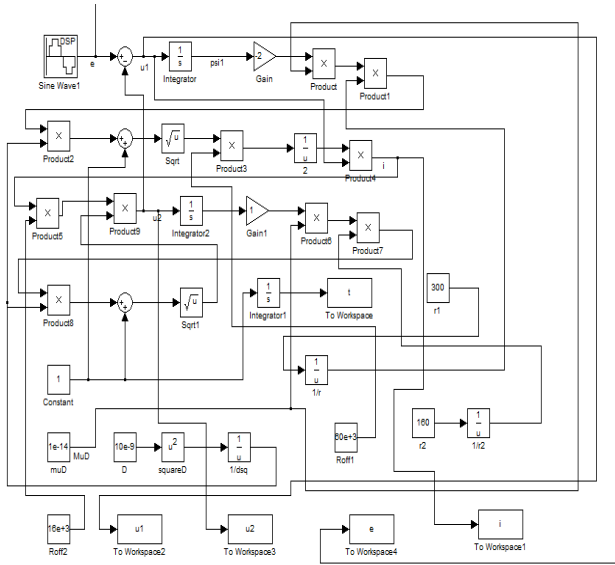 DSP
Sine Wave1
e
u1
1
s
Integrator
psi1
-2
Gain
X
Product
X
Product1
X
Product2
√u
Sqrt
X
Product3
1
u
2
X
Product4
i
X
Product5
X
Product9
u2
1
s
Integrator2
1
Gain1
X
Product6
X
Product7
X
Product8
√u
Sqrt1
1
s
Integrator1
t
To Workspace
300
r1
1
Constant
1
u
1/r
1e-14
muD
MuD
10e-9
D
u²
squareD
1
u
1/dsq
60e+3
Roff1
160
r2
1
u
1/r2
16e+3
Roff2
u1
To Workspace2
u2
To Workspace3
e
To Workspace4
i
To Workspace1